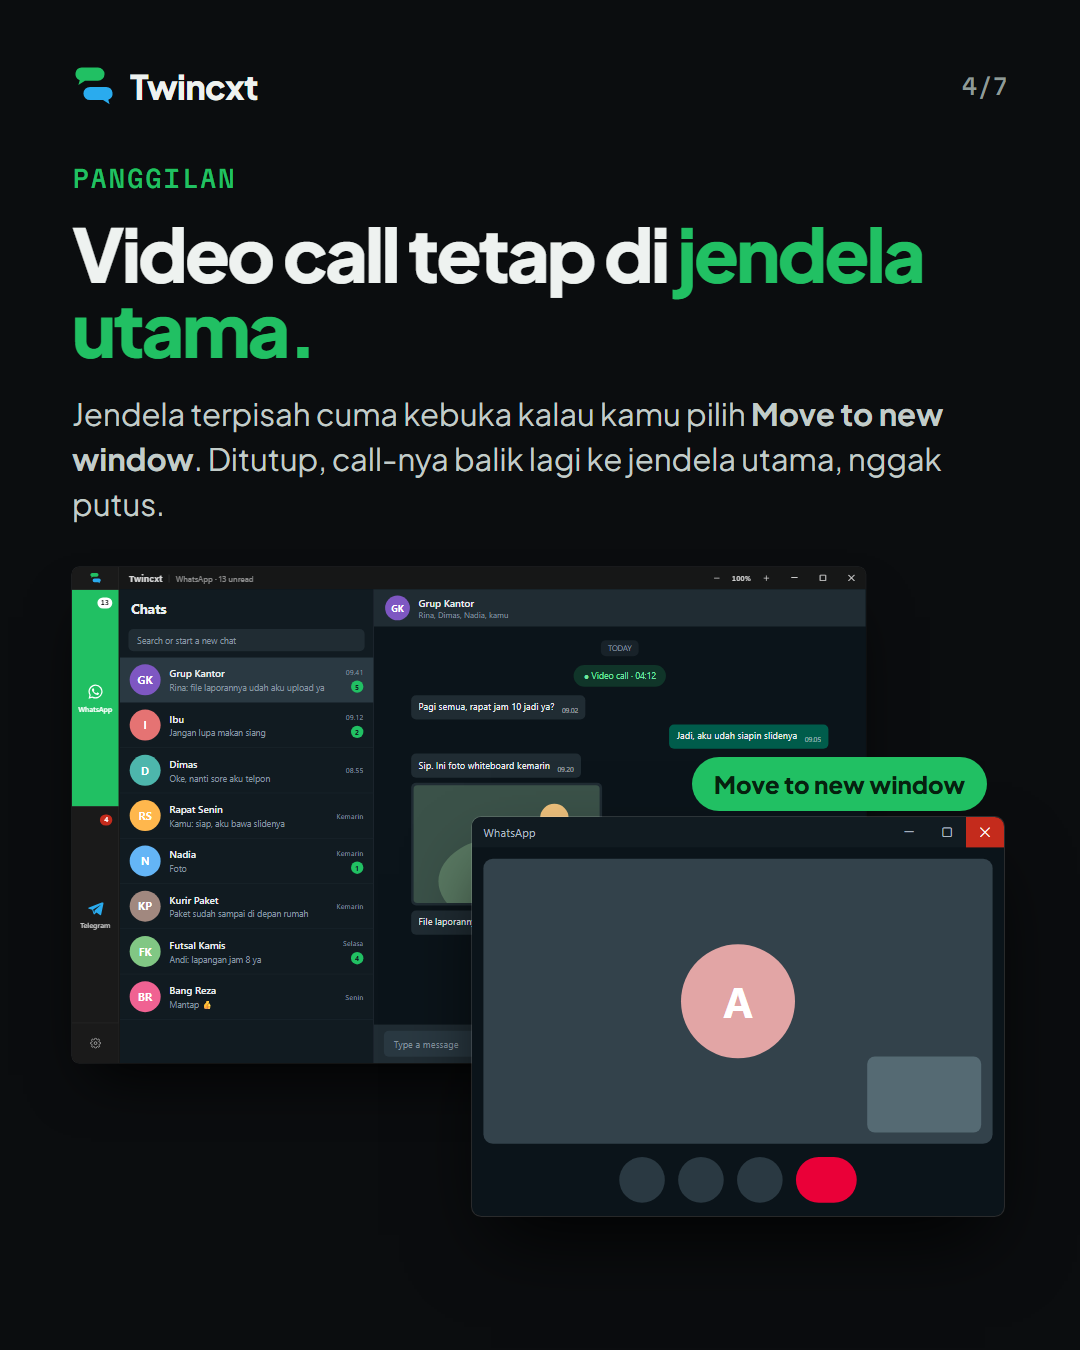 Twincxt
4/7
PANGGILAN
Video call tetap di jendela
utama.
Jendela terpisah cuma kebuka kalau kamu pilih Move to new
window. Ditutup, call-nya balik lagi ke jendela utama, nggak
putus.
Twincxt | WhatsApp · 13 unread
− 100% +
13
WhatsApp
4
Telegram
Chats
Search or start a new chat
GK
Grup Kantor
09.41
Rina: file laporannya udah aku upload ya
5
I
Ibu
09.12
Jangan lupa makan siang
2
D
Dimas
08.55
Oke, nanti sore aku telpon
RS
Rapat Senin
Kemarin
Kamu: siap, aku bawa slidenya
N
Nadia
Kemarin
Foto
1
KP
Kurir Paket
Kemarin
Paket sudah sampai di depan rumah
FK
Futsal Kamis
Selasa
Andi: lapangan jam 8 ya
4
BR
Bang Reza
Senin
Mantap 👍
GK
Grup Kantor
Rina, Dimas, Nadia, kamu
TODAY
● Video call · 04:12
Pagi semua, rapat jam 10 jadi ya? 09.02
Jadi, aku udah siapin slidenya 09.05
Sip. Ini foto whiteboard kemarin 09.20
File laporann
Type a message
Move to new window
WhatsApp
A